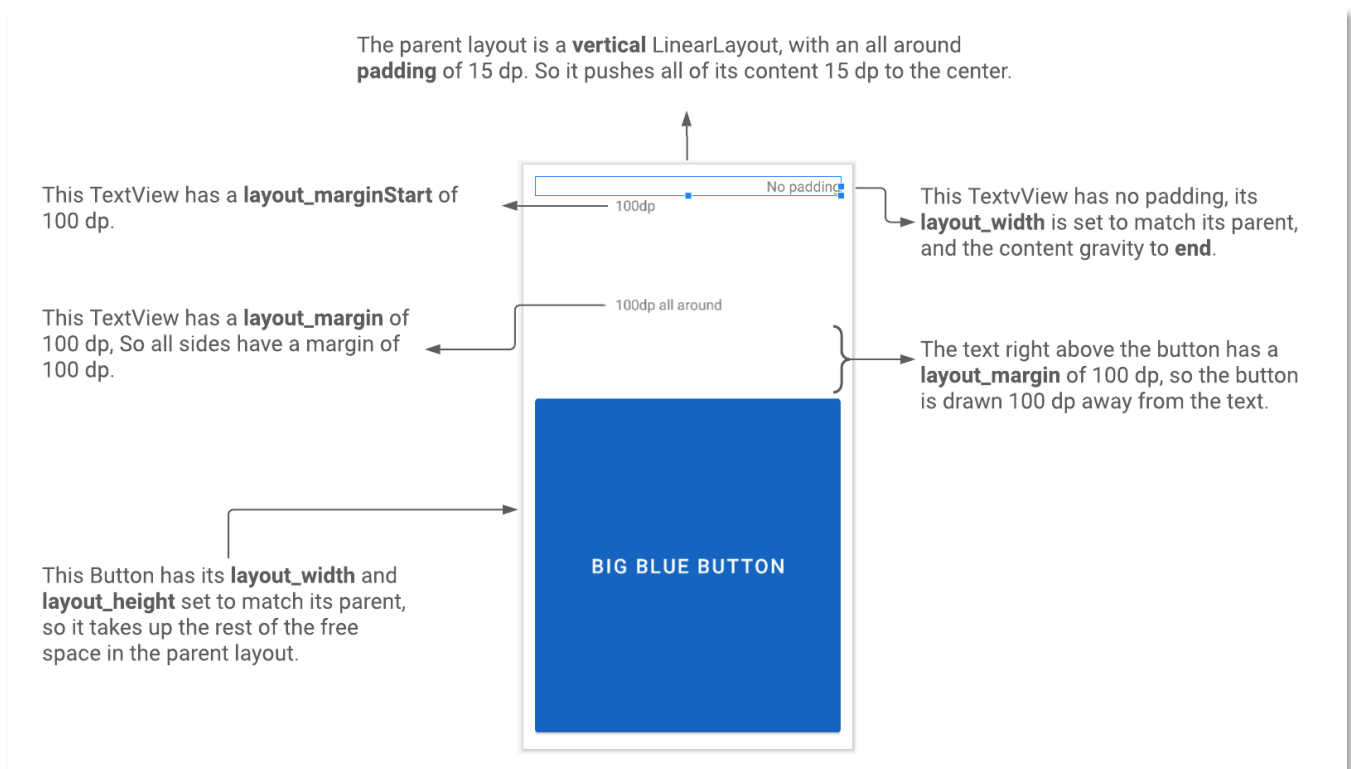 The parent layout is a vertical LinearLayout, with an all around
padding of 15 dp. So it pushes all of its content 15 dp to the center.
This TextView has a layout_marginStart of
100 dp.
No padding
100dp
This TextvView has no padding, its
layout_width is set to match its parent,
and the content gravity to end.
This TextView has a layout_margin of
100 dp, So all sides have a margin of
100 dp.
100dp all around
The text right above the button has a
layout_margin of 100 dp, so the button
is drawn 100 dp away from the text.
BIG BLUE BUTTON
This Button has its layout_width and
layout_height set to match its parent,
so it takes up the rest of the free
space in the parent layout.